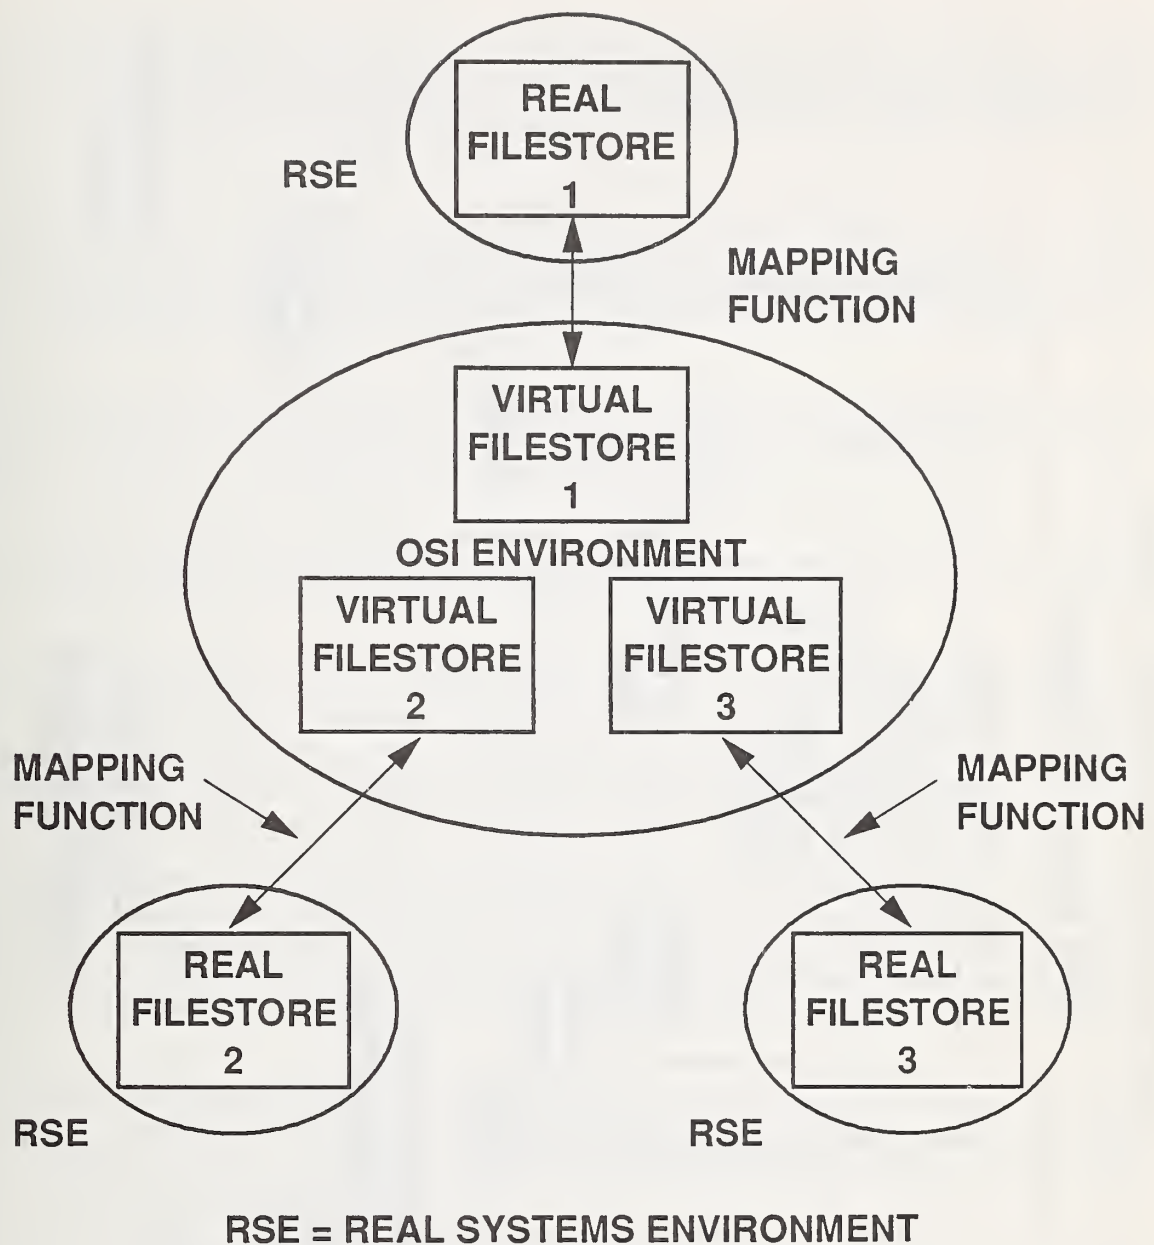 REAL
FILESTORE
1
RSE
MAPPING
FUNCTION
VIRTUAL
FILESTORE
1
OSI ENVIRONMENT
VIRTUAL
FILESTORE
2
VIRTUAL
FILESTORE
3
MAPPING
FUNCTION
MAPPING
FUNCTION
REAL
FILESTORE
2
REAL
FILESTORE
3
RSE
RSE
RSE = REAL SYSTEMS ENVIRONMENT